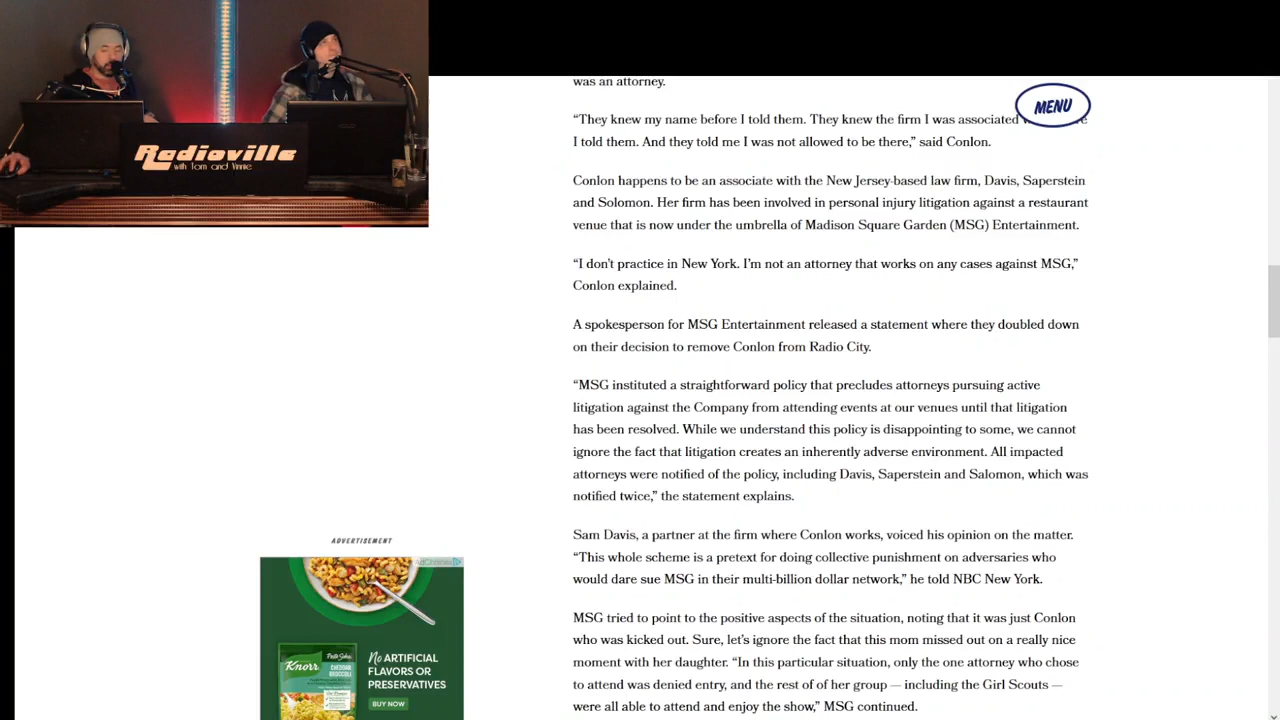 Radioville
with Tom and Vinnie
was an attorney.
MENU
“They knew my name before I told them. They knew the firm I was associated
I told them. And they told me I was not allowed to be there,” said Conlon.
Conlon happens to be an associate with the New Jersey-based law firm, Davis, Saperstein
and Solomon. Her firm has been involved in personal injury litigation against a restaurant
venue that is now under the umbrella of Madison Square Garden (MSG) Entertainment.
“I don’t practice in New York. I’m not an attorney that works on any cases against MSG,”
Conlon explained.
A spokesperson for MSG Entertainment released a statement where they doubled down
on their decision to remove Conlon from Radio City.
“MSG instituted a straightforward policy that precludes attorneys pursuing active
litigation against the Company from attending events at our venues until that litigation
has been resolved. While we understand this policy is disappointing to some, we cannot
ignore the fact that litigation creates an inherently adverse environment. All impacted
attorneys were notified of the policy, including Davis, Saperstein and Salomon, which was
notified twice,” the statement explains.
Sam Davis, a partner at the firm where Conlon works, voiced his opinion on the matter.
“This whole scheme is a pretext for doing collective punishment on adversaries who
would dare sue MSG in their multi-billion dollar network,” he told NBC New York.
MSG tried to point to the positive aspects of the situation, noting that it was just Conlon
who was kicked out. Sure, let’s ignore the fact that this mom missed out on a really nice
moment with her daughter. “In this particular situation, only the one attorney who chose
to attend was denied entry, and the rest of of her group — including the Girl Scouts —
were all able to attend and enjoy the show,” MSG continued.
ADVERTISEMENT
AdChoices
Knorr
CHEDDAR
BROCCOLI
No ARTIFICIAL
FLAVORS OR
PRESERVATIVES
BUY NOW